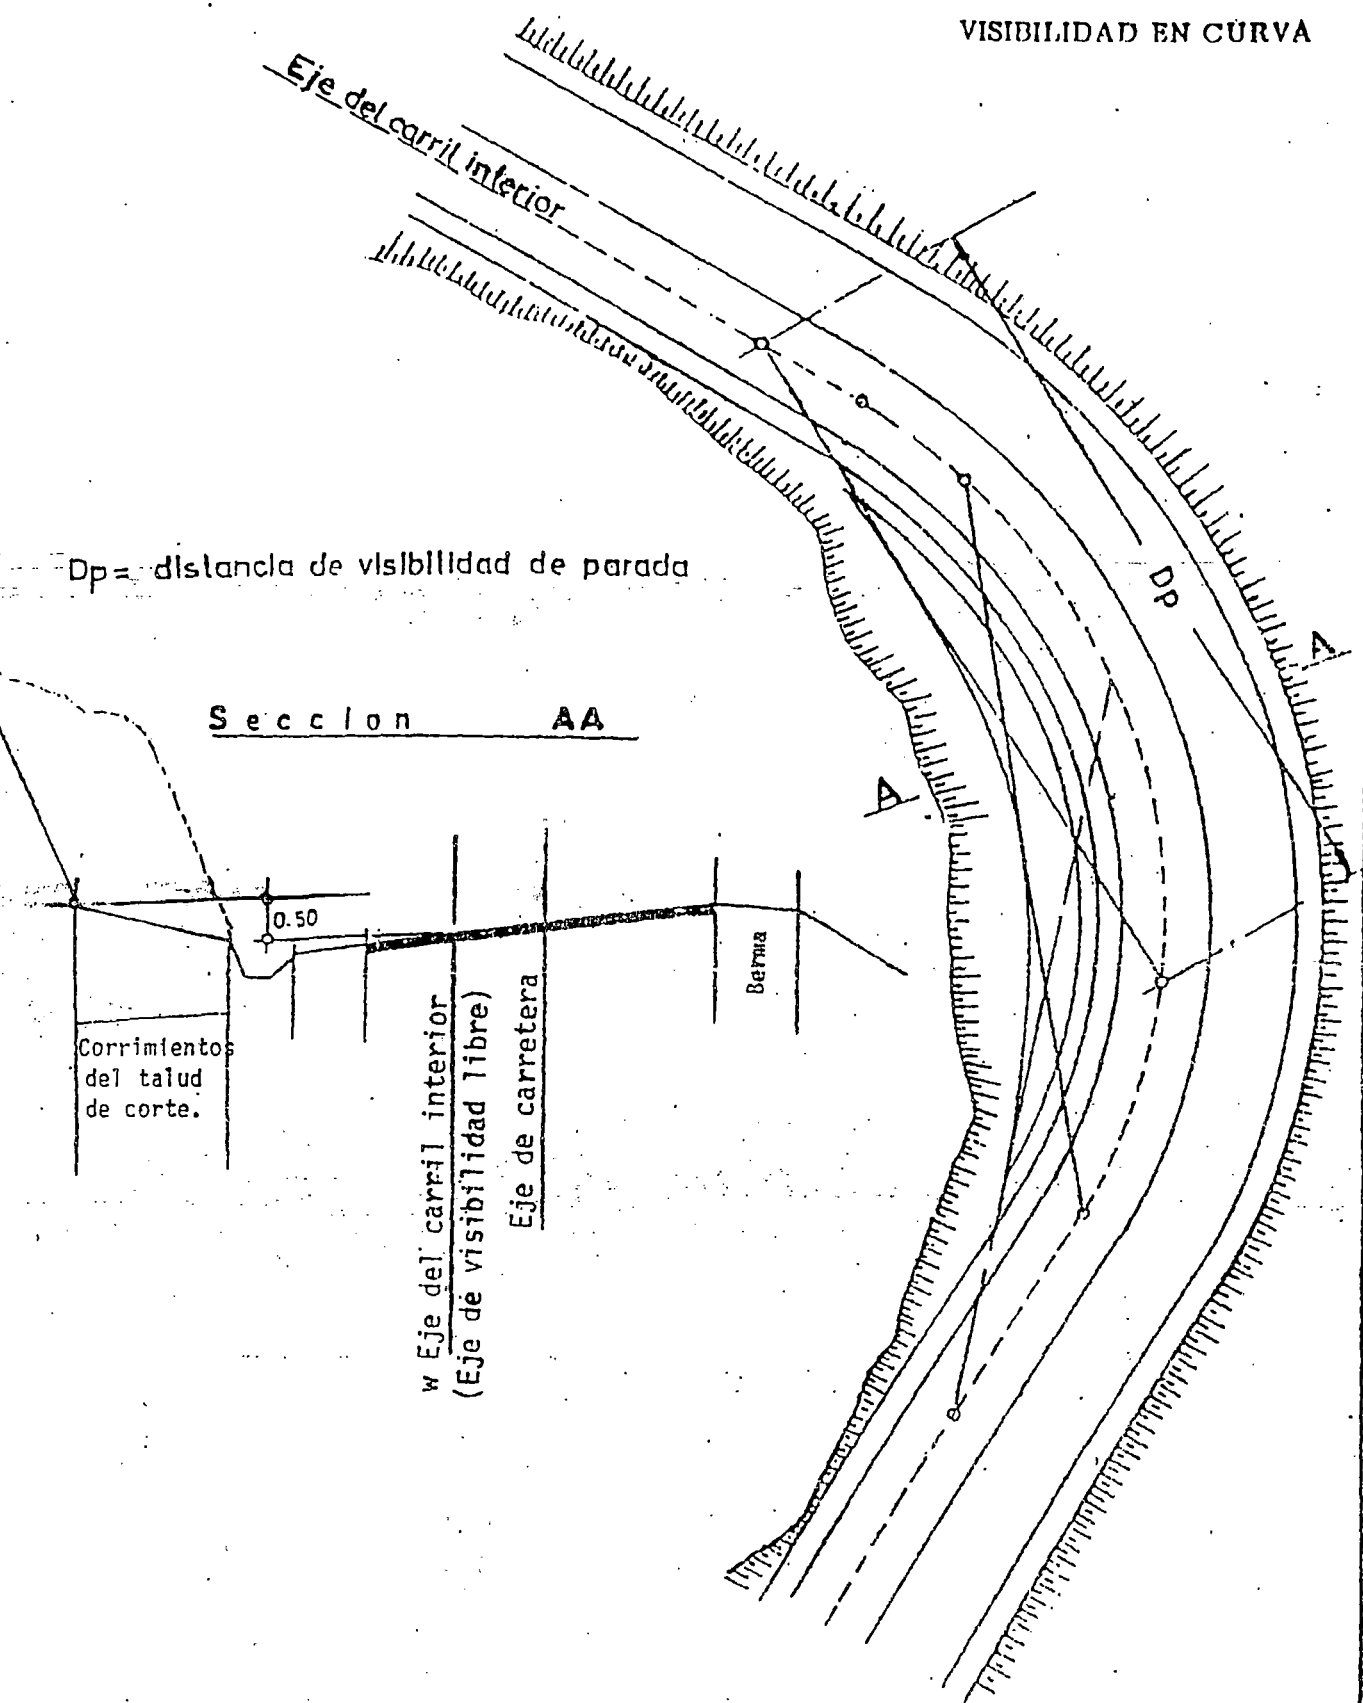 VISIBILIDAD EN CURVA
Eje del carril interior
Dp= distancia de visibilidad de parada
Dp
A
Seccion AA
A
0.50
Berma
Corrimientos
del talud
de corte.
w Eje del carril interior
(Eje de visibilidad libre)
Eje de carretera